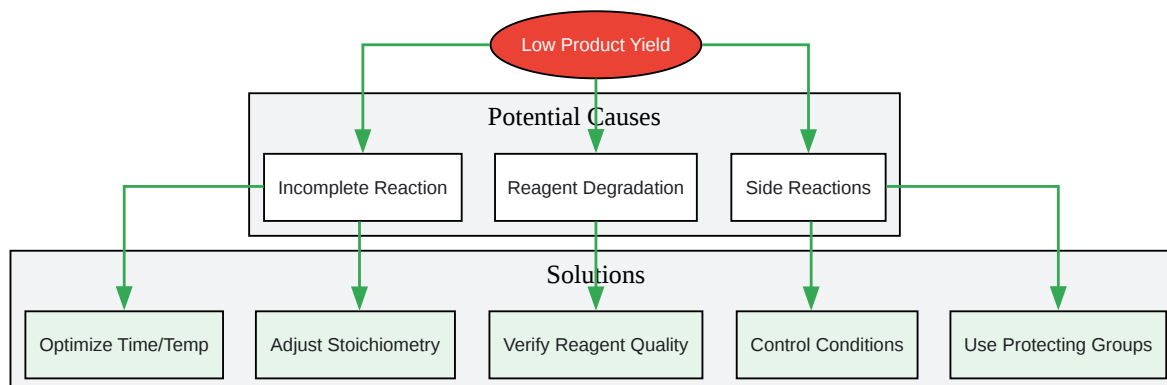 Low Product Yield
Potential Causes
Incomplete Reaction
Reagent Degradation
Side Reactions
Solutions
Optimize Time/Temp
Adjust Stoichiometry
Verify Reagent Quality
Control Conditions
Use Protecting Groups